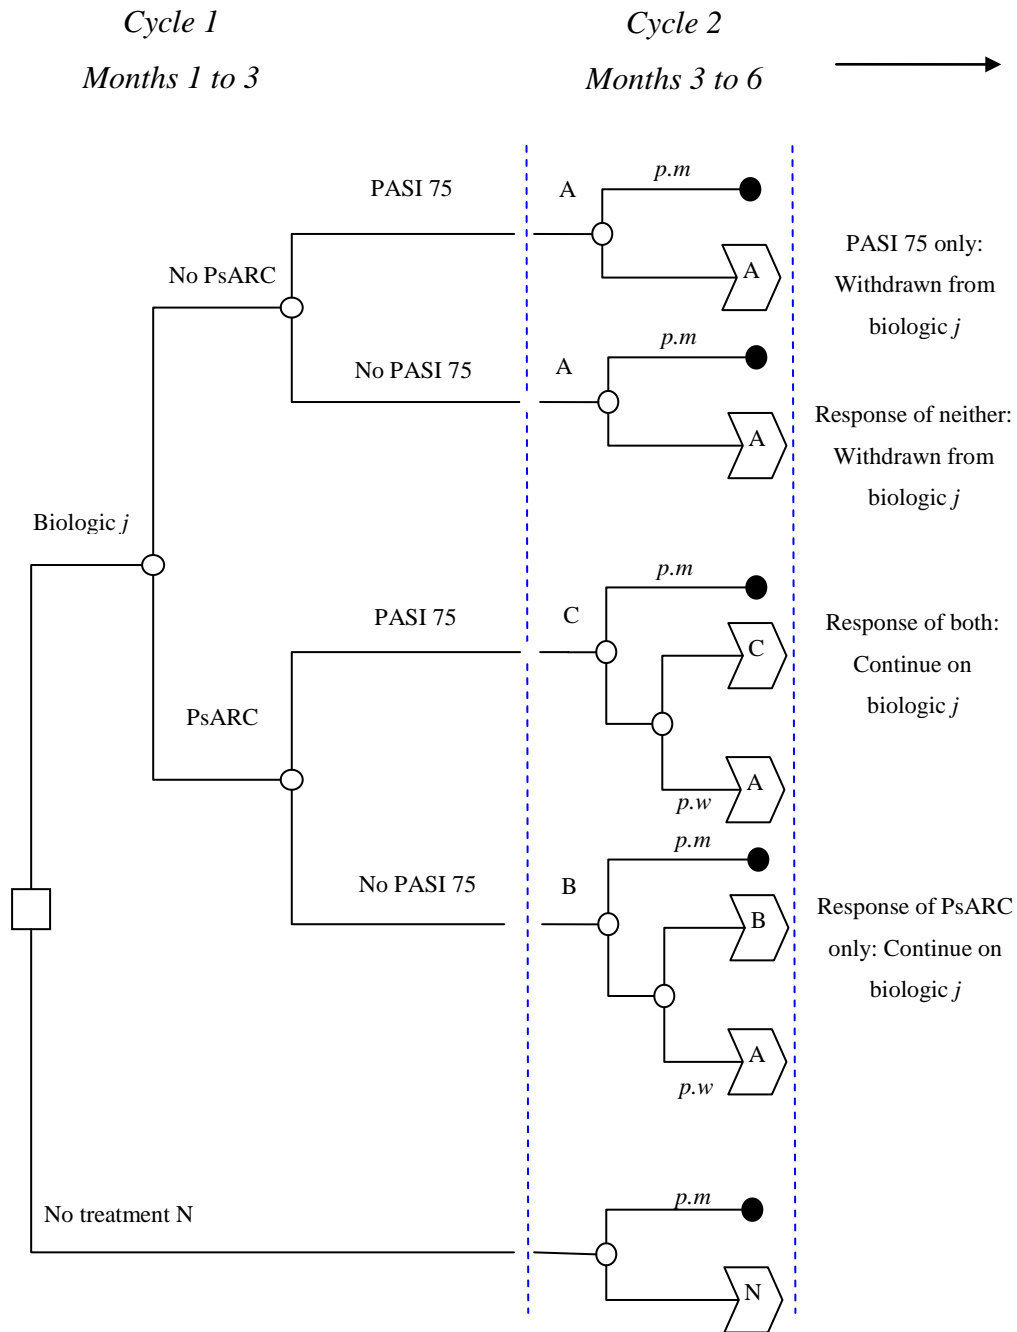 Cycle 1
Months 1 to 3
Cycle 2
Months 3 to 6
PASI 75
A
p.m
A
PASI 75 only:
Withdrawn from
biologic j
No PsARC
No PASI 75
A
p.m
A
Response of neither:
Withdrawn from
biologic j
Biologic j
PASI 75
C
p.m
C
Response of both:
Continue on
biologic j
PsARC
A
p.w
No PASI 75
B
p.m
B
Response of PsARC
only: Continue on
biologic j
A
p.w
No treatment N
p.m
N